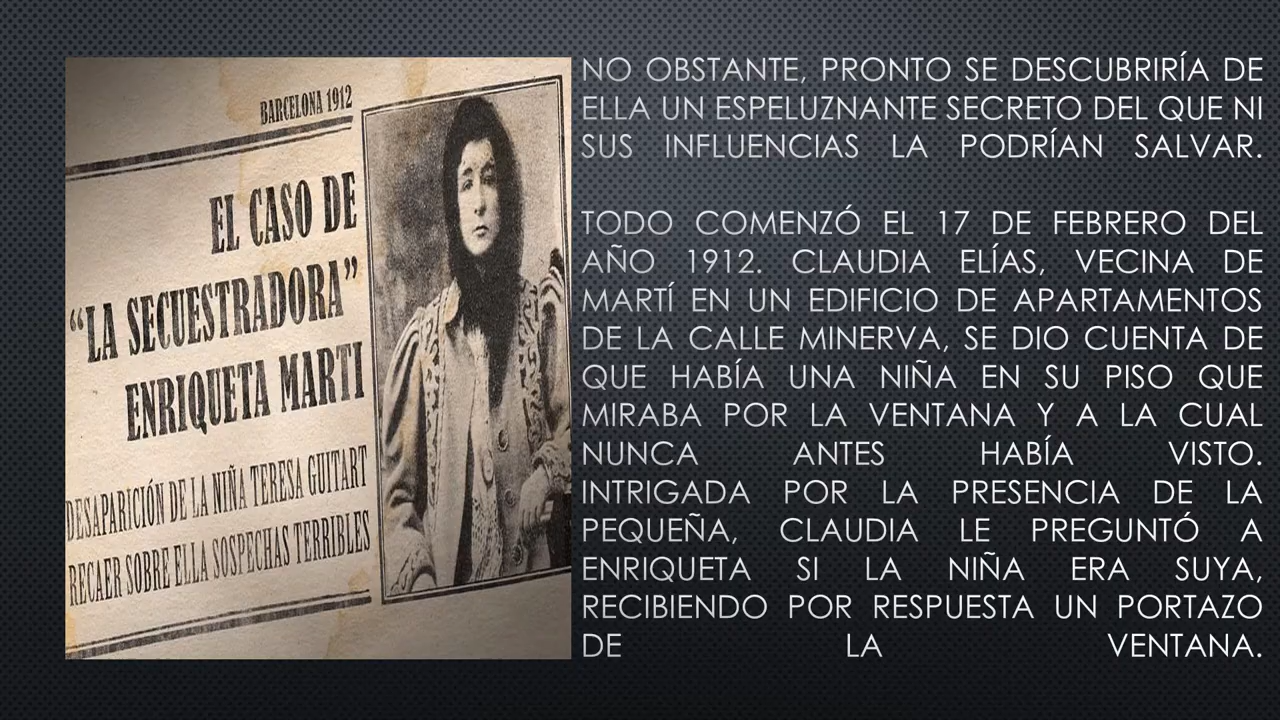 BARCELONA 1912
EL CASO DE
“LA SECUESTRADORA”
ENRIQUETA MARTI
DESAPARICIÓN DE LA NIÑA TERESA GUITART
RECAER SOBRE ELLA SOSPECHAS TERRIBLES
NO OBSTANTE, PRONTO SE DESCUBRIRÍA DE
ELLA UN ESPELUZNANTE SECRETO DEL QUE NI
SUS INFLUENCIAS LA PODRÍAN SALVAR.
TODO COMENZÓ EL 17 DE FEBRERO DEL
AÑO 1912. CLAUDIA ELÍAS, VECINA DE
MARTÍ EN UN EDIFICIO DE APARTAMENTOS
DE LA CALLE MINERVA, SE DIO CUENTA DE
QUE HABÍA UNA NIÑA EN SU PISO QUE
MIRABA POR LA VENTANA Y A LA CUAL
NUNCA ANTES HABÍA VISTO.
INTRIGADA POR LA PRESENCIA DE LA
PEQUEÑA, CLAUDIA LE PREGUNTÓ A
ENRIQUETA SI LA NIÑA ERA SUYA,
RECIBIENDO POR RESPUESTA UN PORTAZO
DE LA VENTANA.